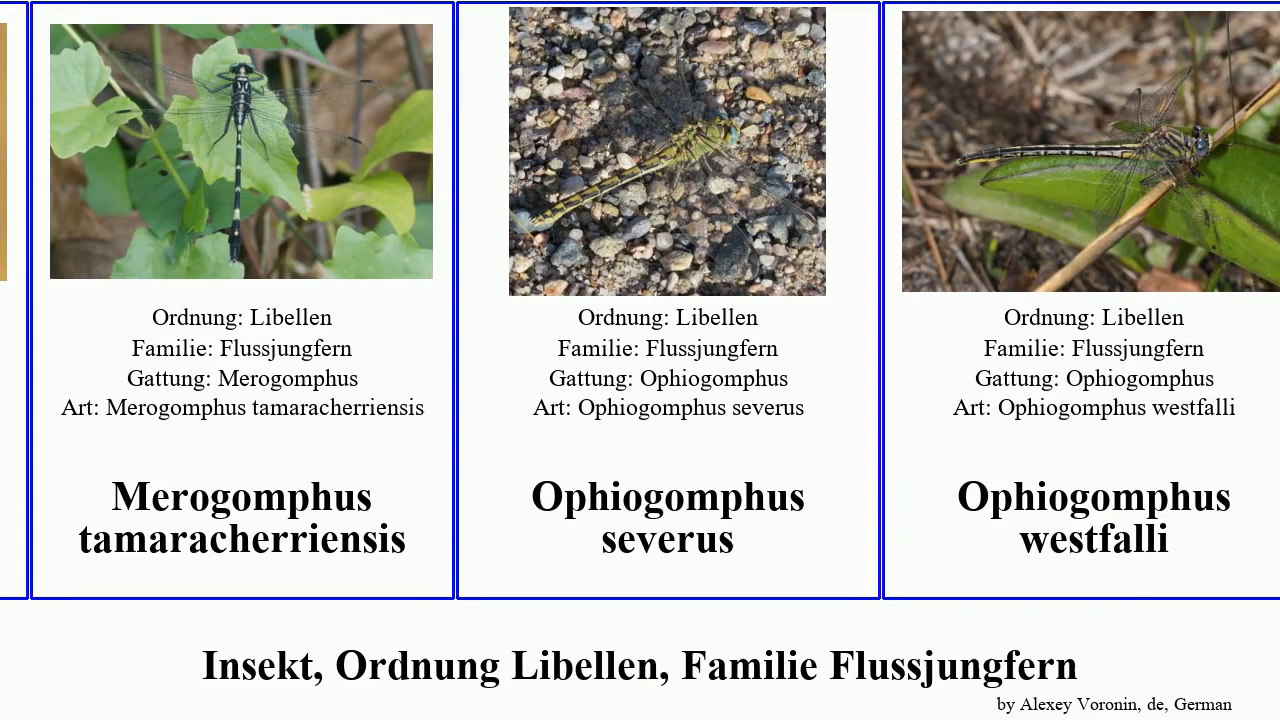 Ordnung: Libellen
Familie: Flussjungfern
Gattung: Merogomphus
Art: Merogomphus tamaracherriensis
Merogomphus
tamaracherriensis
Ordnung: Libellen
Familie: Flussjungfern
Gattung: Ophiogomphus
Art: Ophiogomphus severus
Ophiogomphus
severus
Ordnung: Libellen
Familie: Flussjungfern
Gattung: Ophiogomphus
Art: Ophiogomphus westfalli
Ophiogomphus
westfalli
Insekt, Ordnung Libellen, Familie Flussjungfern
by Alexey Voronin, de, German